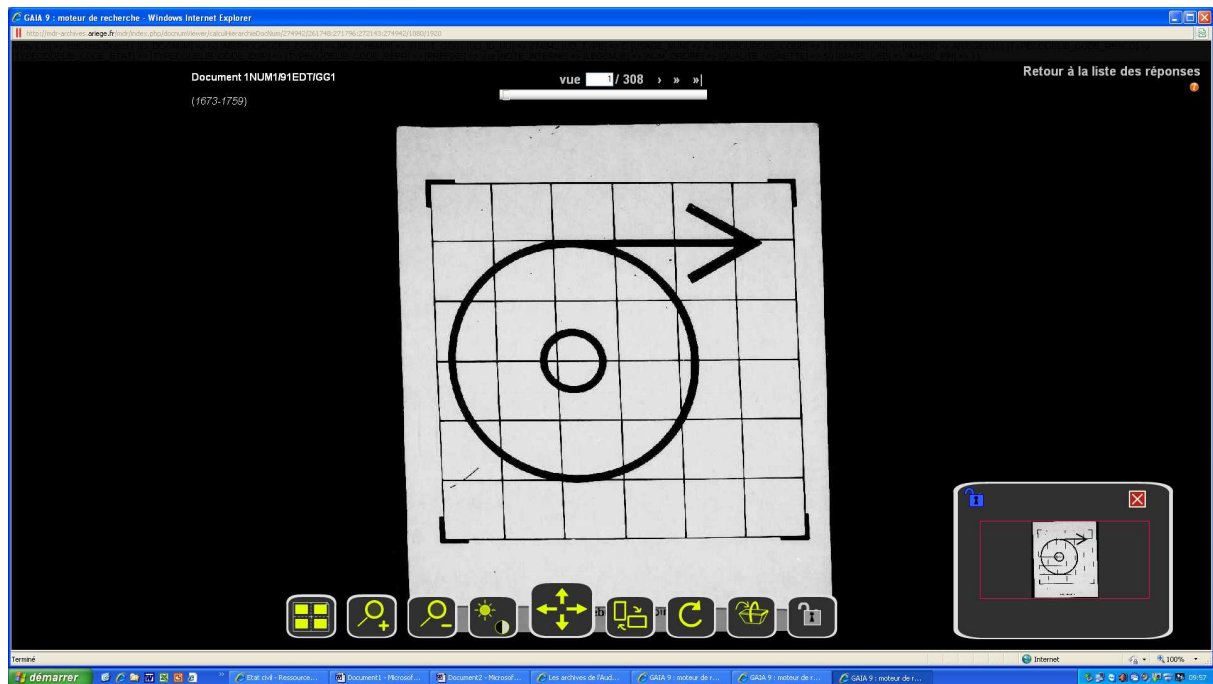 GAIA 9 : moteur de recherche - Windows Internet Explorer
Document 1NUM1/91EDT/GG1
(1673-1759)
vue 1 / 308 › » »|
Retour à la liste des réponses
Terminé
Internet
100%
démarrer
Etat civil - Ressource...
Document1 - Microsof...
Document2 - Microsof...
Les archives de l'Aud...
GAIA 9 : moteur de r...
GAIA 9 : moteur de r...
GAIA 9 : moteur de r...
09:57